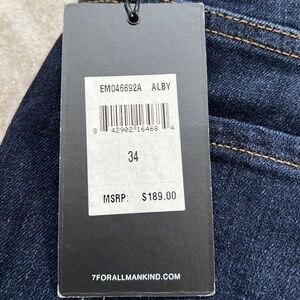 EM046692A ALBY
8 42902 16468 4
34
MSRP: $189.00
7FORALLMANKIND.COM